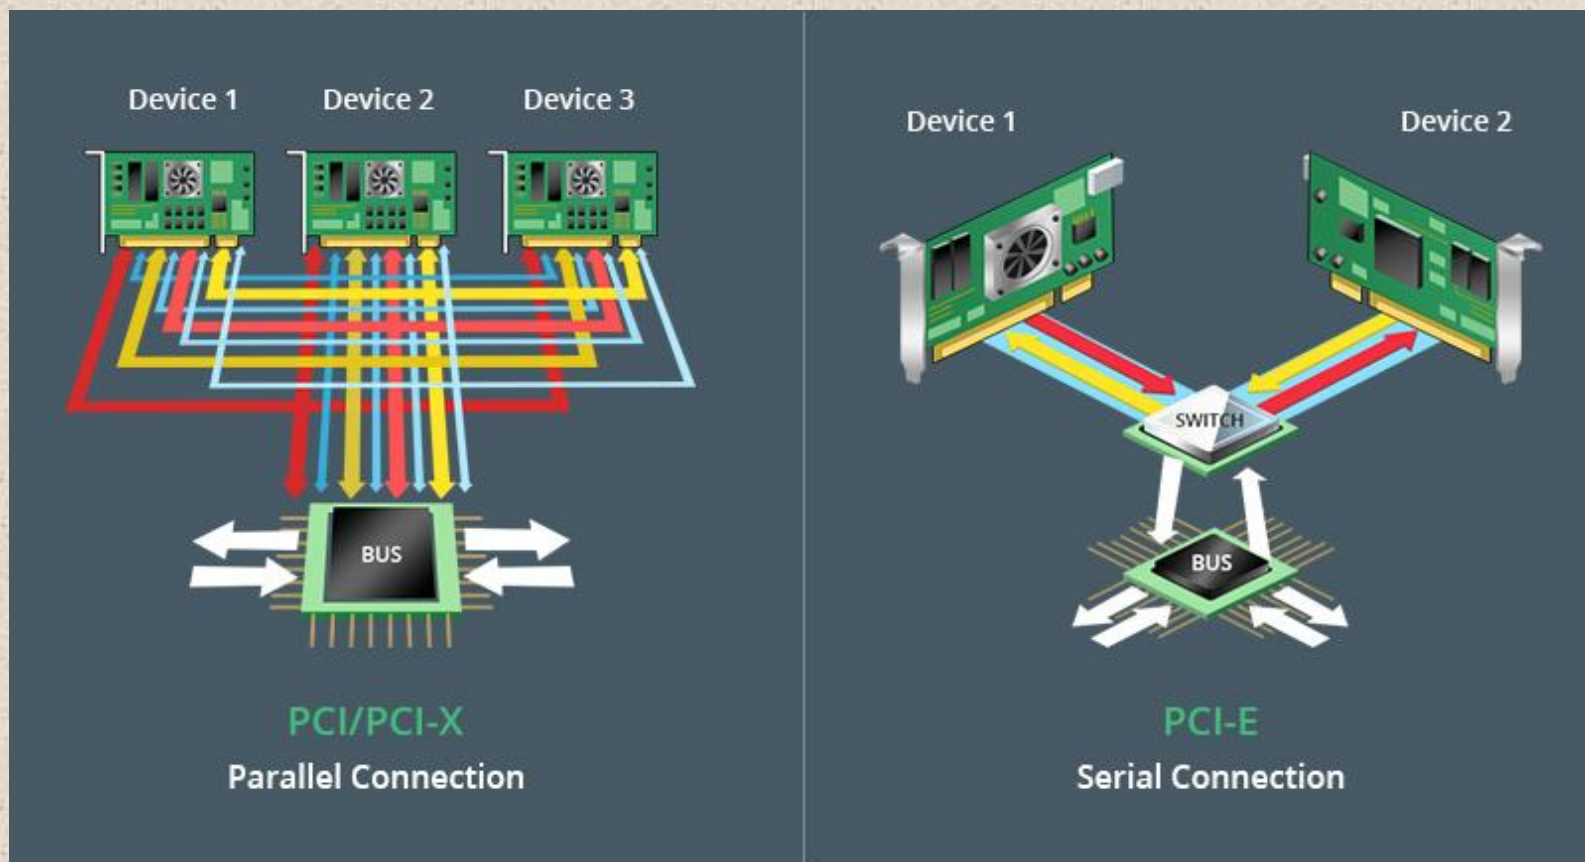 Device 1
Device 2
Device 3
BUS
PCI/PCI-X
Parallel Connection
Device 1
Device 2
SWITCH
BUS
PCI-E
Serial Connection